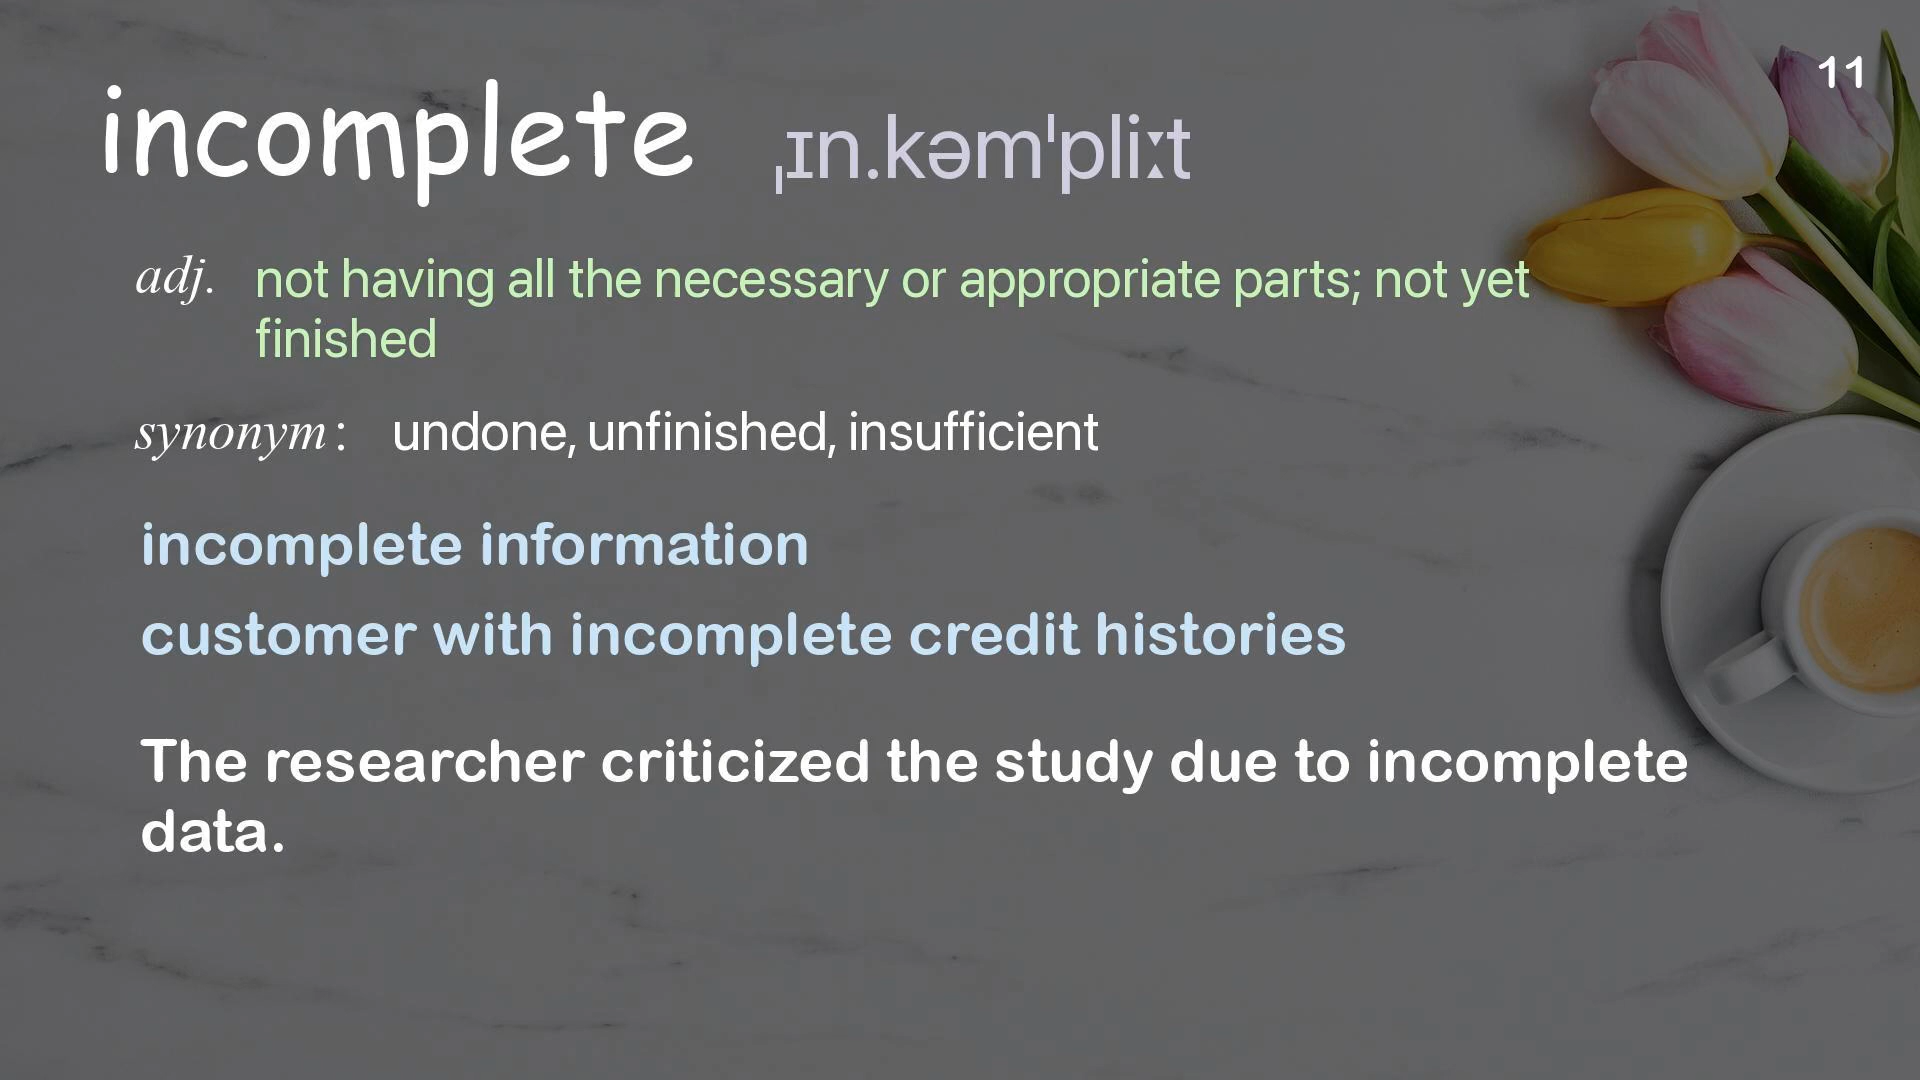 11
incomplete ˌɪn.kəmˈpliːt
adj. not having all the necessary or appropriate parts; not yet
finished
synonym: undone, unfinished, insufficient
incomplete information
customer with incomplete credit histories
The researcher criticized the study due to incomplete
data.